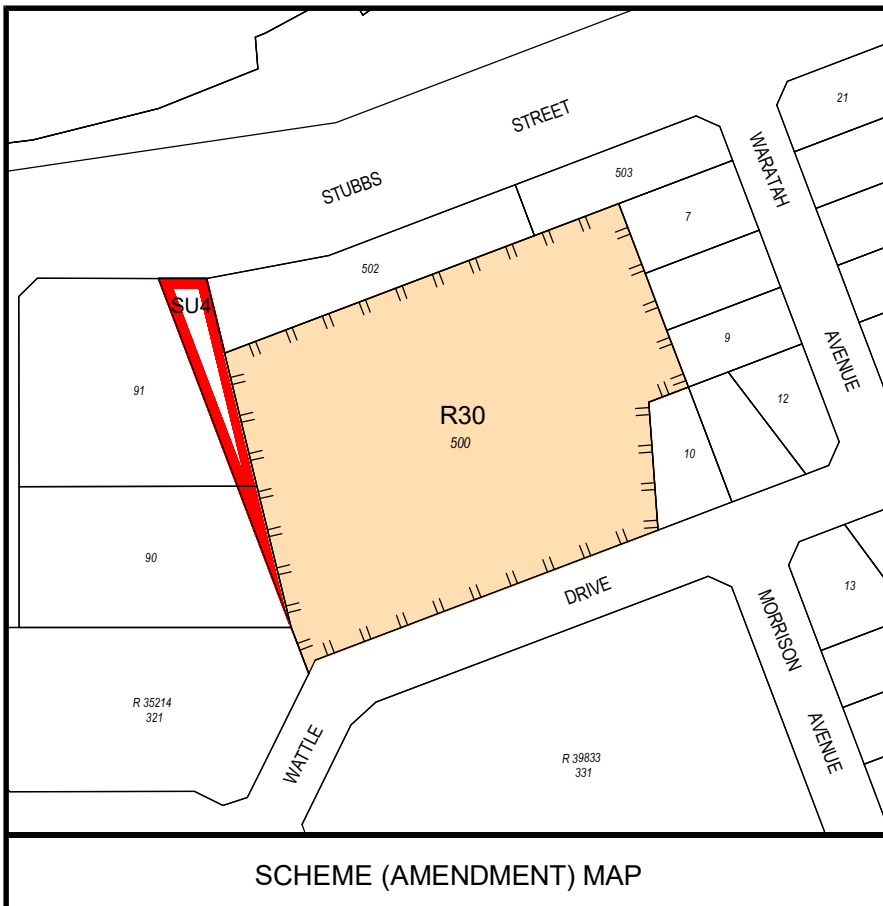 21
STREET
WARATAH
503
STUBBS
7
502
SU4
9
AVENUE
91
12
R30
500
10
90
DRIVE
13
MORRISON
R 35214
321
WATTLE
AVENUE
R 39833
331
SCHEME (AMENDMENT) MAP